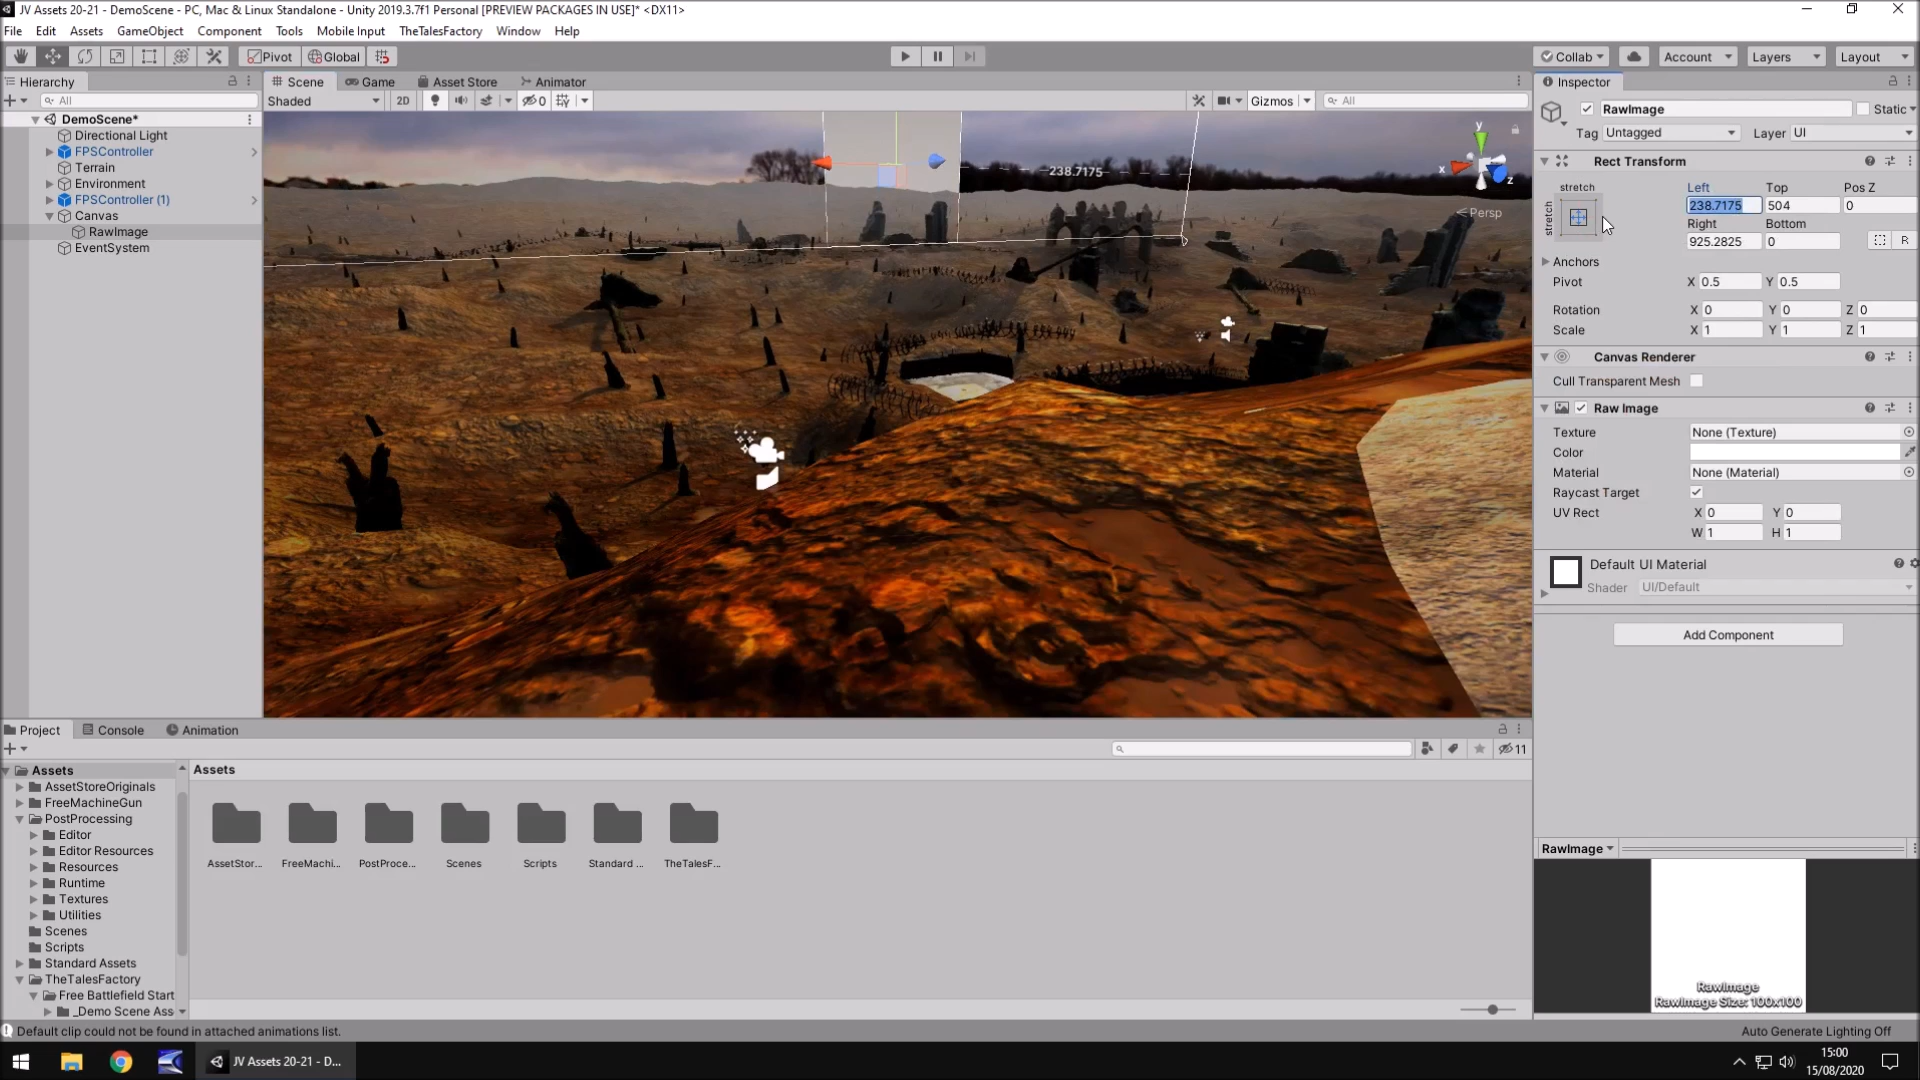 JV Assets 20-21 - DemoScene - PC, Mac & Linux Standalone - Unity 2019.3.7f1 Personal [PREVIEW PACKAGES IN USE]* <DX11>
File Edit Assets GameObject Component Tools Mobile Input TheTalesFactory Window Help
Pivot Global Collab Account Layers Layout
Hierarchy
All
DemoScene*
Directional Light
FPSController
Terrain
Environment
FPSController (1)
Canvas
RawImage
EventSystem
Scene Game Asset Store Animator
Shaded 2D 0 Gizmos All
238.7175
y
x
z
Persp
Inspector
RawImage Static
Tag Untagged Layer UI
Rect Transform
stretch
stretch
Left Top Pos Z
238.7175 504 0
Right Bottom
925.2825 0 R
Anchors
Pivot X 0.5 Y 0.5
Rotation X 0 Y 0 Z 0
Scale X 1 Y 1 Z 1
Canvas Renderer
Cull Transparent Mesh
Raw Image
Texture None (Texture)
Color
Material None (Material)
Raycast Target
UV Rect X 0 Y 0
W 1 H 1
Default UI Material
Shader UI/Default
Add Component
RawImage
RawImage
RawImage Size: 100x100
Project Console Animation
11
Assets
AssetStoreOriginals
FreeMachineGun
PostProcessing
Editor
Editor Resources
Resources
Runtime
Textures
Utilities
Scenes
Scripts
Standard Assets
TheTalesFactory
Free Battlefield Start
_Demo Scene Ass
Assets
AssetStor... FreeMachi... PostProce... Scenes Scripts Standard ... TheTalesF...
Default clip could not be found in attached animations list.
Auto Generate Lighting Off
JV Assets 20-21 - D...
15:00
15/08/2020